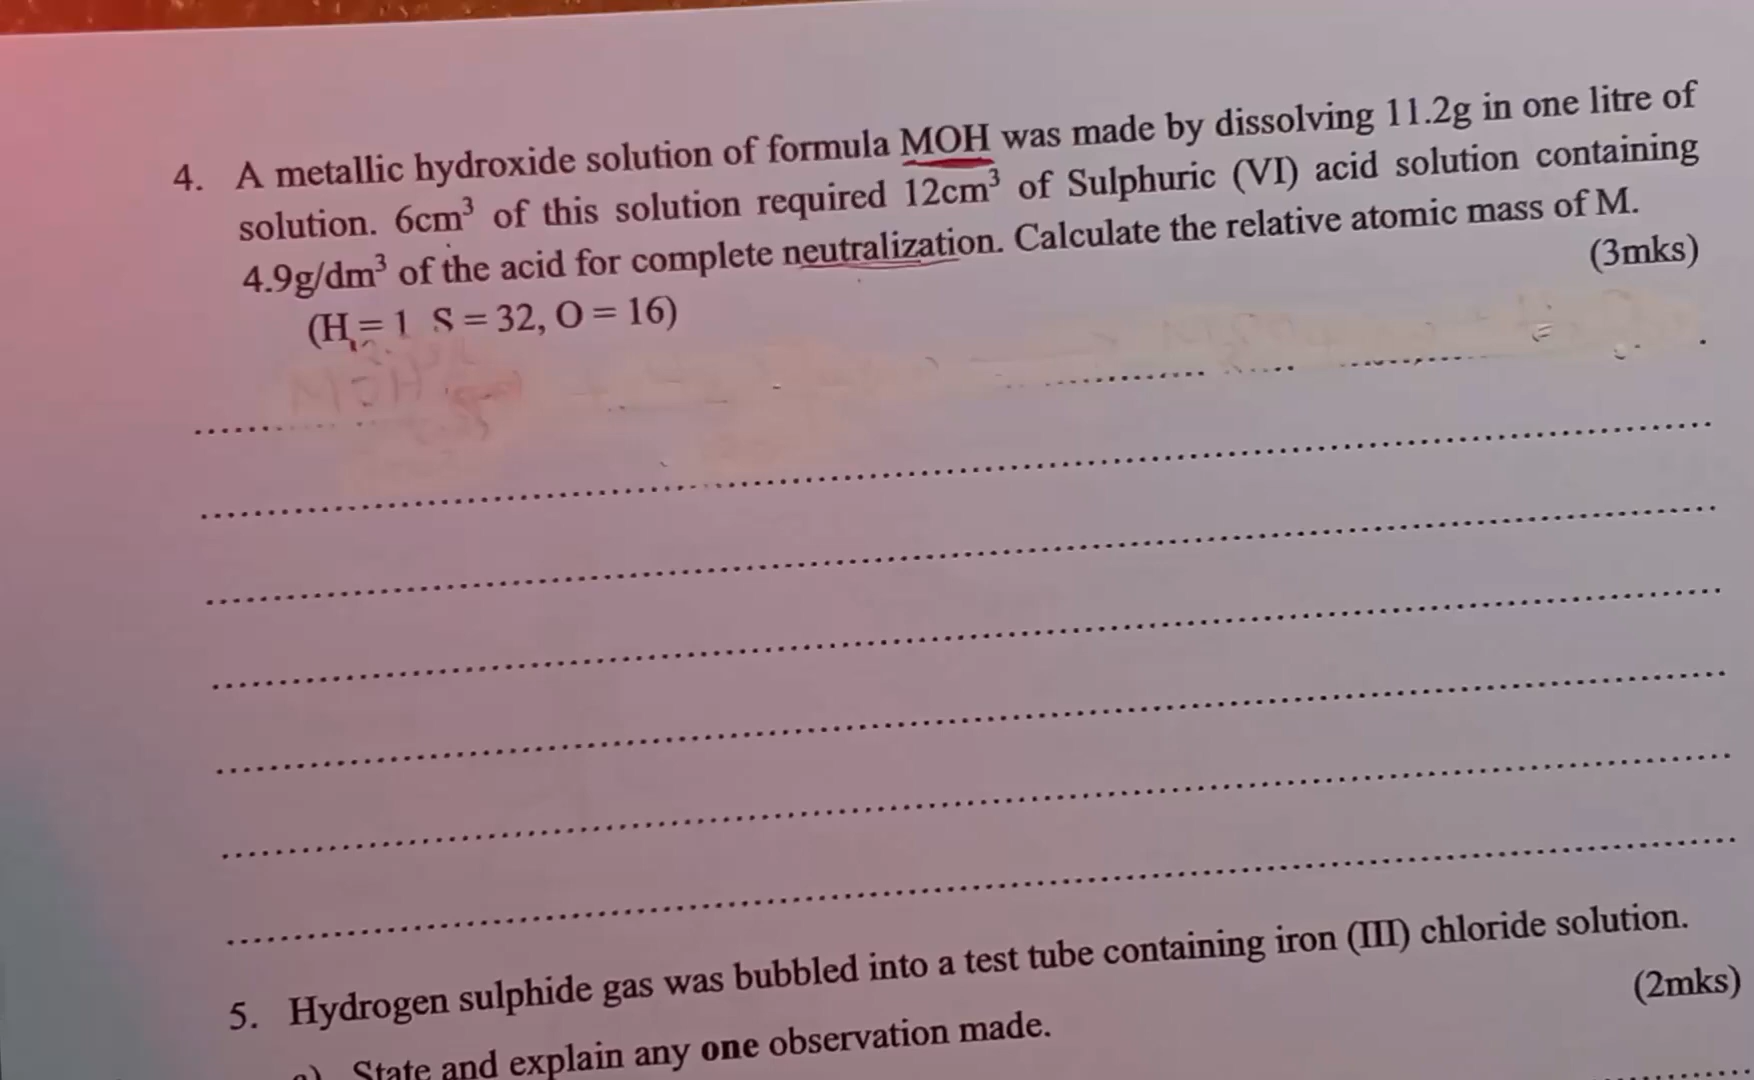 4. A metallic hydroxide solution of formula MOH was made by dissolving 11.2g in one litre of
solution. 6cm³ of this solution required 12cm³ of Sulphuric (VI) acid solution containing
4.9g/dm³ of the acid for complete neutralization. Calculate the relative atomic mass of M.
(3mks)
(H = 1 S = 32, O = 16)
MOH
5. Hydrogen sulphide gas was bubbled into a test tube containing iron (III) chloride solution.
(2mks)
a) State and explain any one observation made.